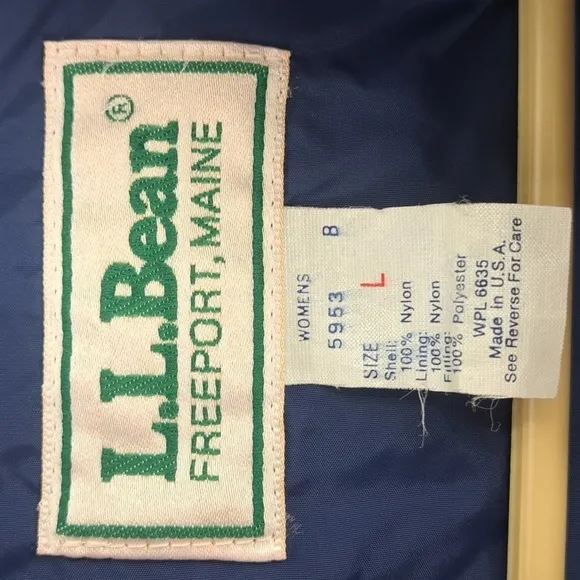 L.L.Bean®
FREEPORT, MAINE
WOMENS B
5953
SIZE L
Shell:
100% Nylon
Lining:
100% Nylon
Filling:
100% Polyester
WPL 6635
Made in U.S.A.
See Reverse For Care